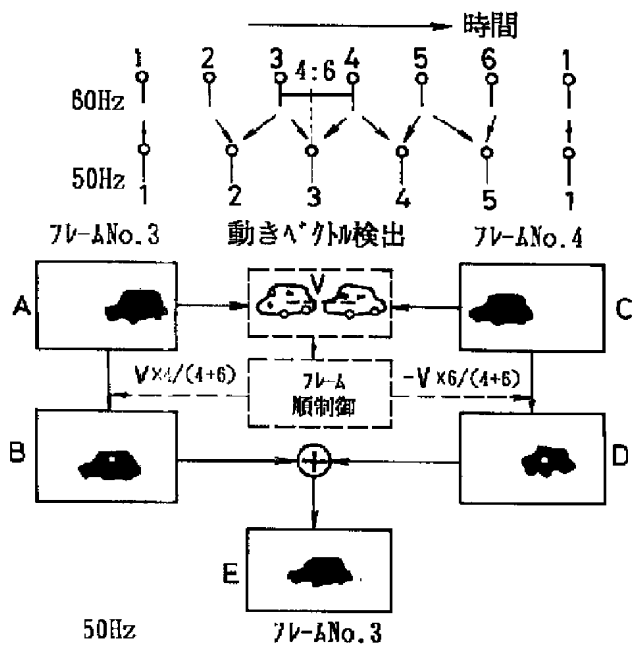 時間
1 2 3 4 5 6 1
4:6
60Hz
50Hz
1 2 3 4 5 1
フレームNo.3 動きベクトル検出 フレームNo.4
A V C
V×4/(4+6) フレーム -V×6/(4+6)
順制御
B D
E
50Hz フレームNo.3